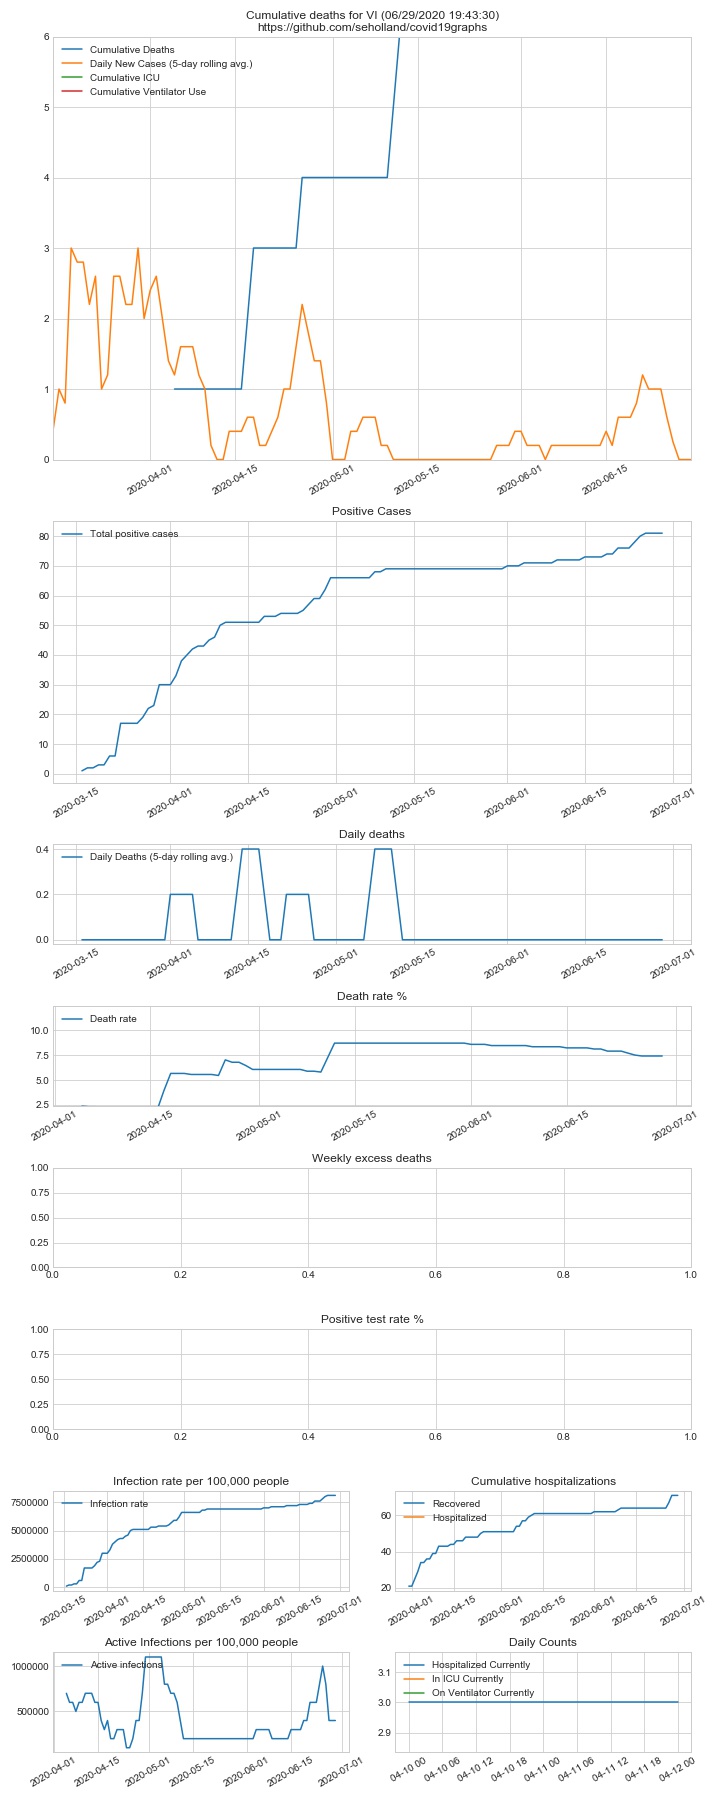 Cumulative deaths for VI (06/29/2020 19:43:30)
https://github.com/seholland/covid19graphs
Cumulative Deaths
Daily New Cases (5-day rolling avg.)
Cumulative ICU
Cumulative Ventilator Use
6
5
4
3
2
1
0
2020-04-01 2020-04-15 2020-05-01 2020-05-15 2020-06-01 2020-06-15
Positive Cases
Total positive cases
80
70
60
50
40
30
20
10
0
2020-03-15 2020-04-01 2020-04-15 2020-05-01 2020-05-15 2020-06-01 2020-06-15 2020-07-01
Daily deaths
Daily Deaths (5-day rolling avg.)
0.4
0.2
0.0
2020-03-15 2020-04-01 2020-04-15 2020-05-01 2020-05-15 2020-06-01 2020-06-15 2020-07-01
Death rate %
Death rate
10.0
7.5
5.0
2.5
2020-04-01 2020-04-15 2020-05-01 2020-05-15 2020-06-01 2020-06-15 2020-07-01
Weekly excess deaths
1.00
0.75
0.50
0.25
0.00
0.0 0.2 0.4 0.6 0.8 1.0
Positive test rate %
1.00
0.75
0.50
0.25
0.00
0.0 0.2 0.4 0.6 0.8 1.0
Infection rate per 100,000 people
Infection rate
7500000
5000000
2500000
0
2020-03-15 2020-04-01 2020-04-15 2020-05-01 2020-05-15 2020-06-01 2020-06-15 2020-07-01
Cumulative hospitalizations
Recovered
Hospitalized
60
40
20
2020-04-01 2020-04-15 2020-05-01 2020-05-15 2020-06-01 2020-06-15 2020-07-01
Active Infections per 100,000 people
Active infections
1000000
500000
2020-04-01 2020-04-15 2020-05-01 2020-05-15 2020-06-01 2020-06-15 2020-07-01
Daily Counts
Hospitalized Currently
In ICU Currently
On Ventilator Currently
3.1
3.0
2.9
04-10 00 04-10 06 04-10 12 04-10 18 04-11 00 04-11 06 04-11 12 04-11 18 04-12 00